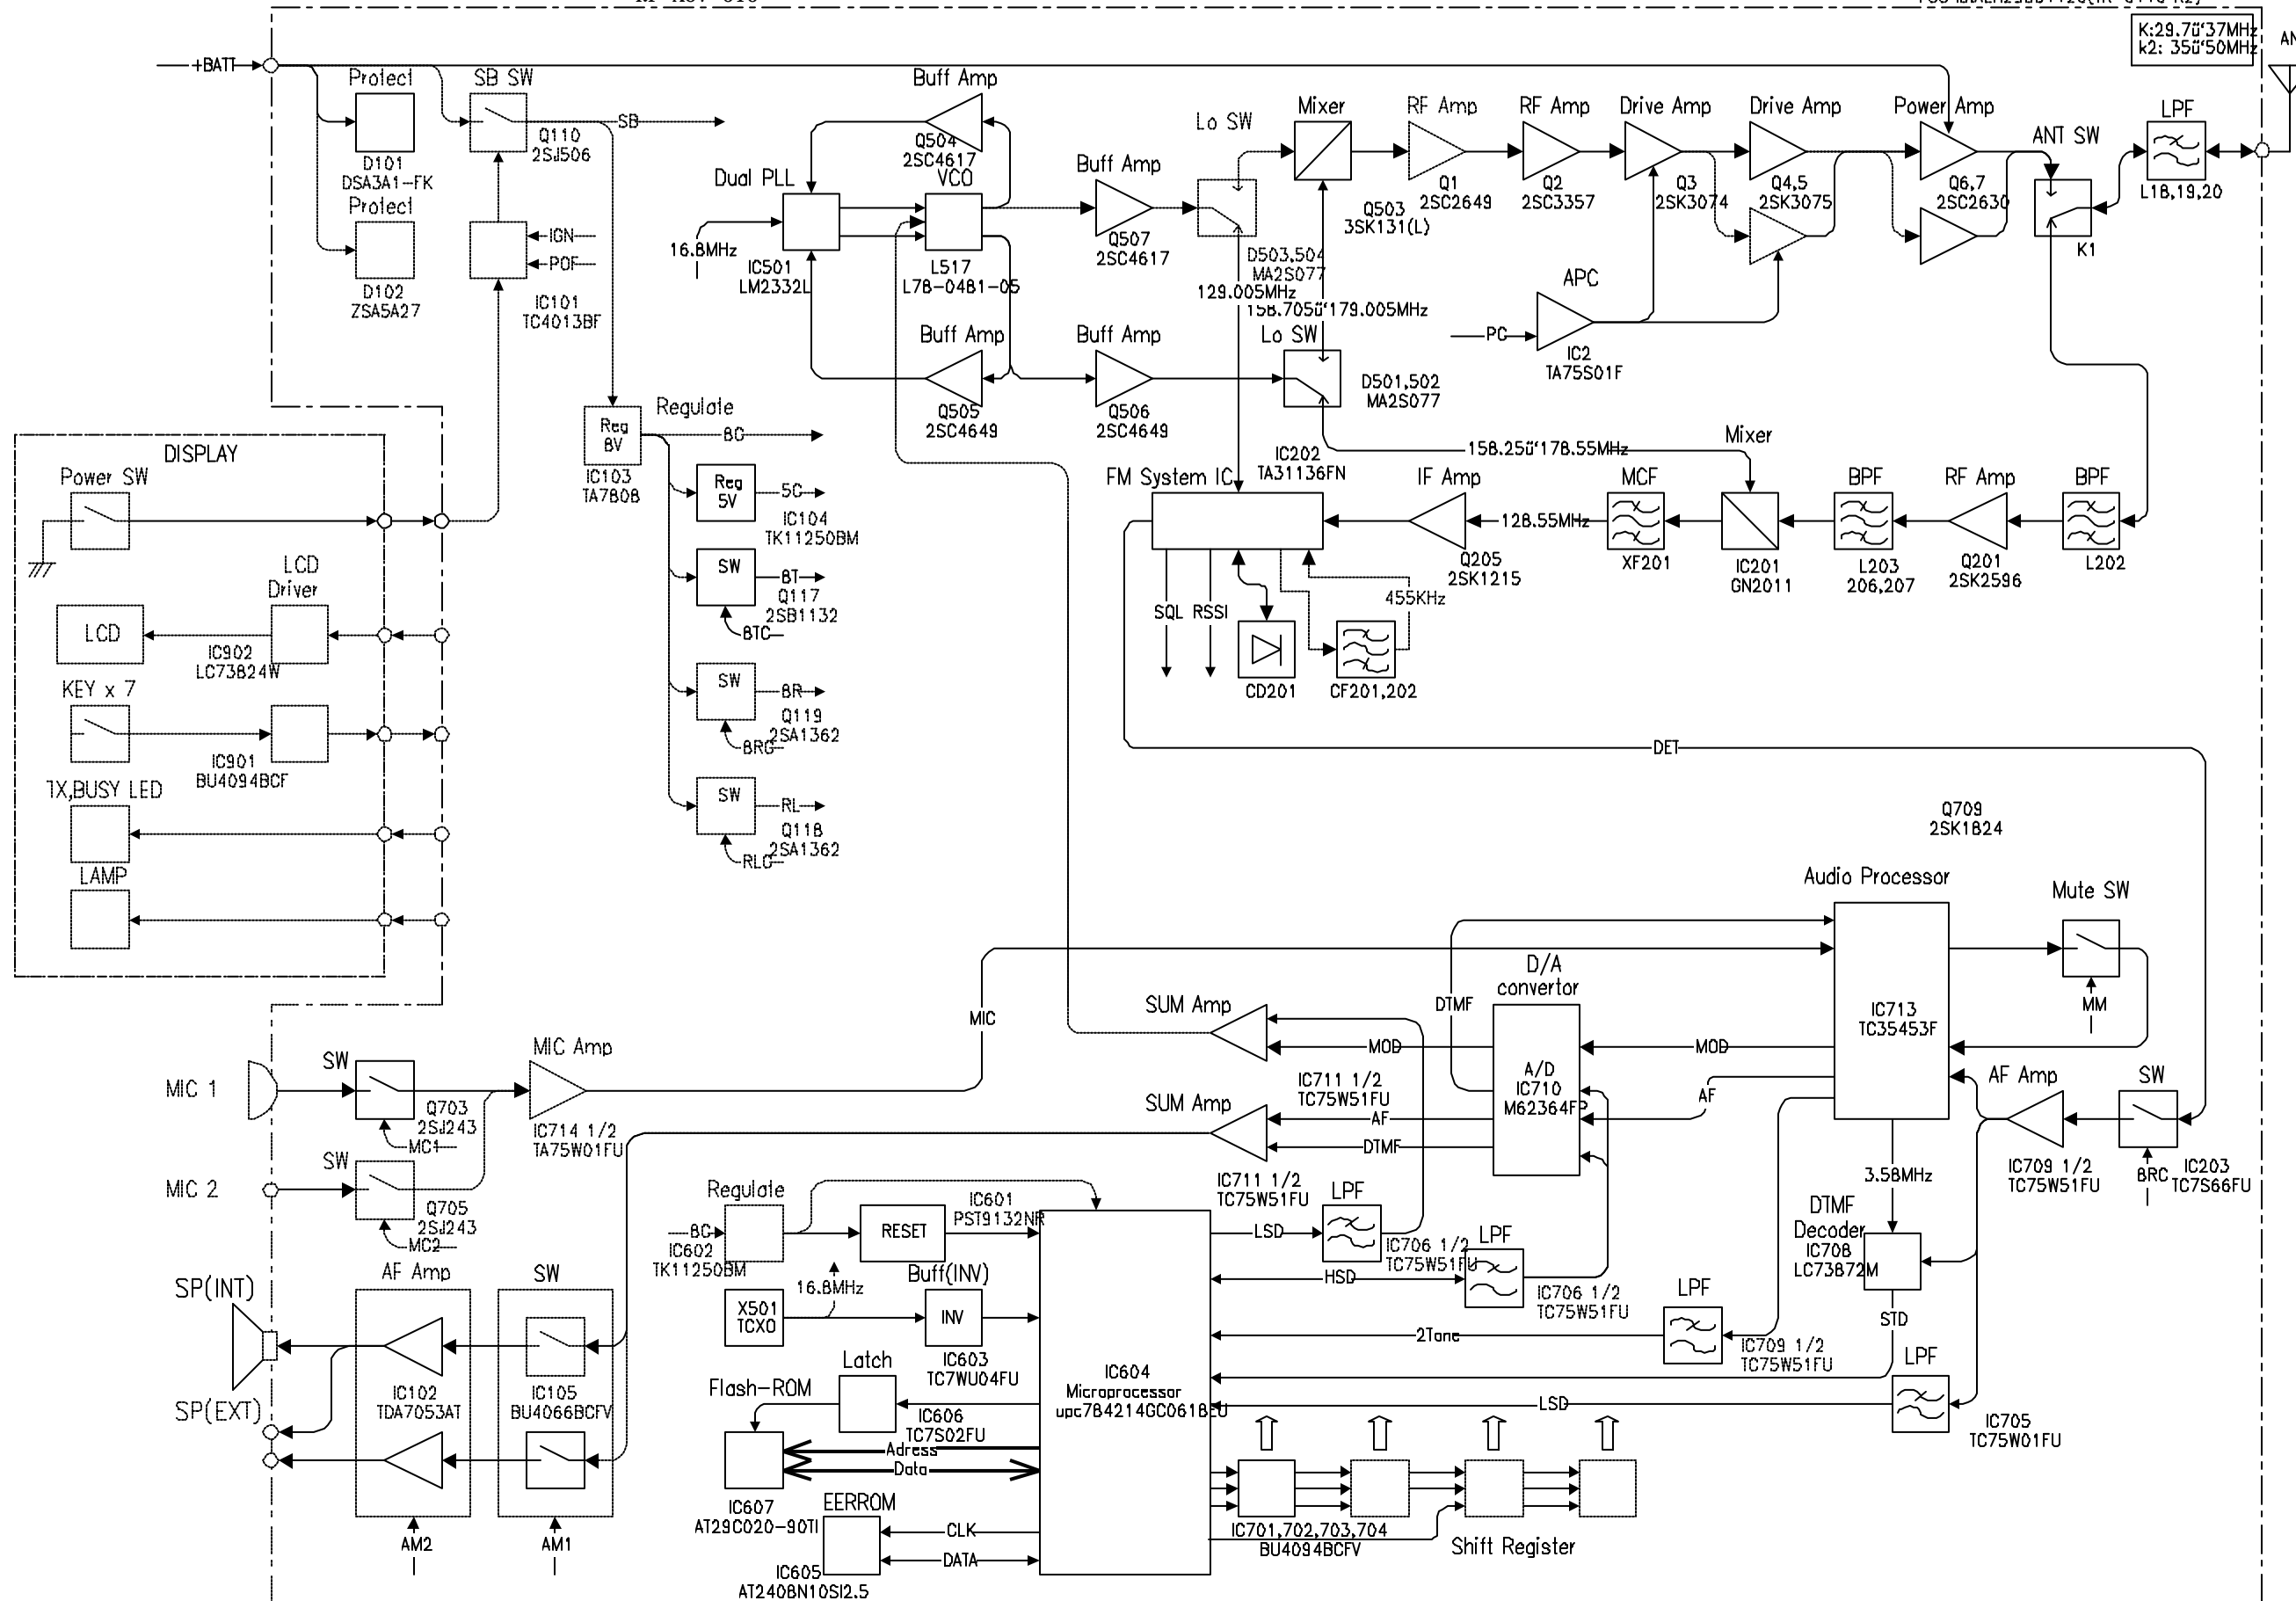 K:29.7ü“37MHz
k2: 35ü“50MHz
AN
+BATT
Protect
D101
DSA3A1-FK
Protect
D102
ZSA5A27
SB SW
Q110
2SJ506
SB
IGN
POF
IC101
TC4013BF
Buff Amp
Q504
2SC4617
VCO
Dual PLL
16.8MHz
IC501
LM2332L
L517
L78-0481-05
Buff Amp
Q507
2SC4617
Lo SW
D503,504
MA2S077
129.005MHz
158.705ü“179.005MHz
Mixer
Q503
3SK131(L)
RF Amp
Q1
2SC2649
RF Amp
Q2
2SC3357
Drive Amp
Q3
2SK3074
Drive Amp
Q4,5
2SK3075
Power Amp
Q6,7
2SC2630
ANT SW
K1
LPF
L18,19,20
APC
PC
IC2
TA75S01F
Buff Amp
Q505
2SC4649
Buff Amp
Q506
2SC4649
Lo SW
D501,502
MA2S077
Regulate
Reg
8V
IC103
TA7808
8C
Reg
5V
5C
IC104
TK11250BM
SW
8T
Q117
2SB1132
8TC
SW
8R
Q119
2SA1362
8RC
SW
RL
Q118
2SA1362
RLC
DISPLAY
Power SW
LCD
Driver
LCD
IC902
LC73824W
KEY x 7
IC901
BU4094BCF
TX,BUSY LED
LAMP
158.25ü“178.55MHz
Mixer
IC202
TA31136FN
FM System IC
IF Amp
Q205
2SK1215
128.55MHz
MCF
XF201
IC201
GN2011
BPF
L203
206,207
RF Amp
Q201
2SK2596
BPF
L202
SQL
RSSI
455KHz
CD201
CF201,202
DET
Q709
2SK1824
Audio Processor
IC713
TC35453F
Mute SW
MM
D/A
convertor
A/D
IC710
M62364FP
DTMF
MOD
AF
SUM Amp
MOD
IC711 1/2
TC75W51FU
SUM Amp
AF
DTMF
IC711 1/2
TC75W51FU
MIC
MIC 1
SW
Q703
2SJ243
MC1
MIC Amp
IC714 1/2
TA75W01FU
MIC 2
SW
Q705
2SJ243
MC2
AF Amp
IC709 1/2
TC75W51FU
SW
8RC
IC203
TC7S66FU
3.58MHz
DTMF
Decoder
IC708
LC73872M
STD
Regulate
8C
IC602
TK11250BM
RESET
IC601
PST9132NR
16.8MHz
X501
TCXO
Buff(INV)
INV
IC603
TC7WU04FU
LSD
LPF
IC706 1/2
TC75W51FU
HSD
LPF
IC706 1/2
TC75W51FU
2Tone
LPF
IC709 1/2
TC75W51FU
LSD
LPF
IC705
TC75W01FU
SP(INT)
SP(EXT)
AF Amp
IC102
TDA7053AT
AM2
SW
IC105
BU4066BCFV
AM1
Latch
IC606
TC7S02FU
Flash-ROM
IC607
AT29C020-90TI
Adress
Data
EERROM
IC605
AT2408N10SI2.5
CLK
DATA
IC604
Microprocessor
upc784214GC0618EU
IC701,702,703,704
BU4094BCFV
Shift Register